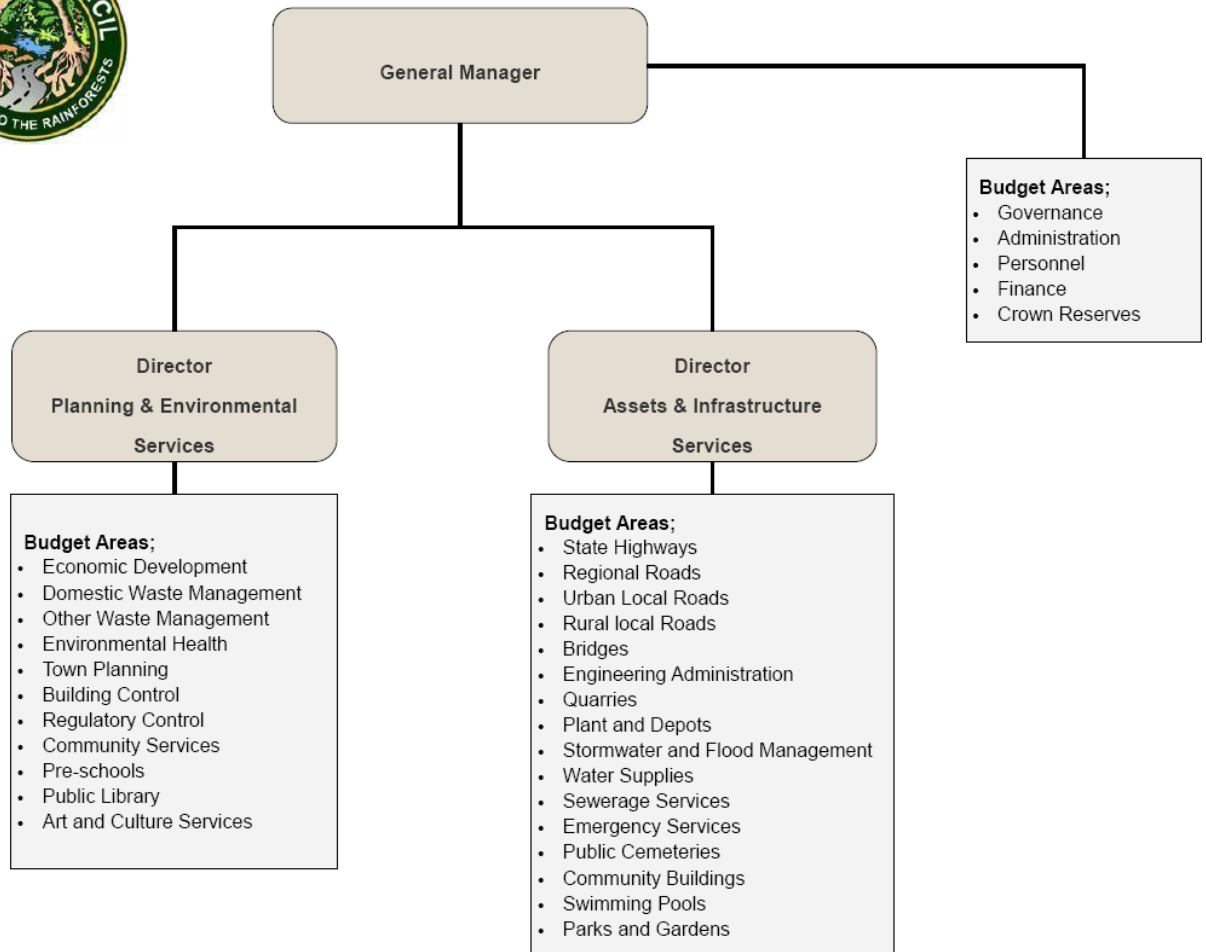 CIL
O THE RAINFORESTS
General Manager
Budget Areas;
• Governance
• Administration
• Personnel
• Finance
• Crown Reserves
Director
Planning & Environmental
Services
Director
Assets & Infrastructure
Services
Budget Areas;
• Economic Development
• Domestic Waste Management
• Other Waste Management
• Environmental Health
• Town Planning
• Building Control
• Regulatory Control
• Community Services
• Pre-schools
• Public Library
• Art and Culture Services
Budget Areas;
• State Highways
• Regional Roads
• Urban Local Roads
• Rural local Roads
• Bridges
• Engineering Administration
• Quarries
• Plant and Depots
• Stormwater and Flood Management
• Water Supplies
• Sewerage Services
• Emergency Services
• Public Cemeteries
• Community Buildings
• Swimming Pools
• Parks and Gardens